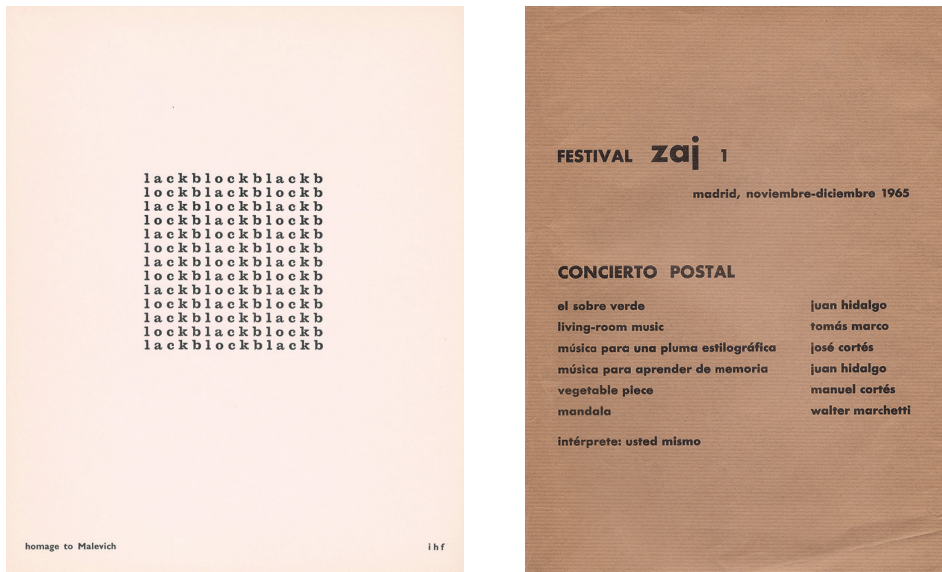 lackblockblackb
lockblackblockb
lackblockblackb
lockblackblockb
lackblockblackb
lockblackblockb
lackblockblackb
lockblackblockb
lackblockblackb
lockblackblockb
lackblockblackb
lockblackblockb
lackblockblackb
homage to Malevich
ihf
FESTIVAL zaj 1
madrid, noviembre-diciembre 1965
CONCIERTO POSTAL
el sobre verde juan hidalgo
living-room music tomás marco
música para una pluma estilográfica josé cortés
música para aprender de memoria juan hidalgo
vegetable piece manuel cortés
mandala walter marchetti
intérprete: usted mismo